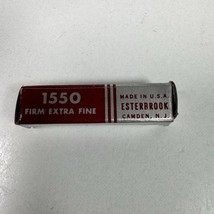 1550
FIRM EXTRA FINE
MADE IN U.S.A.
ESTERBROOK
CAMDEN, N. J.